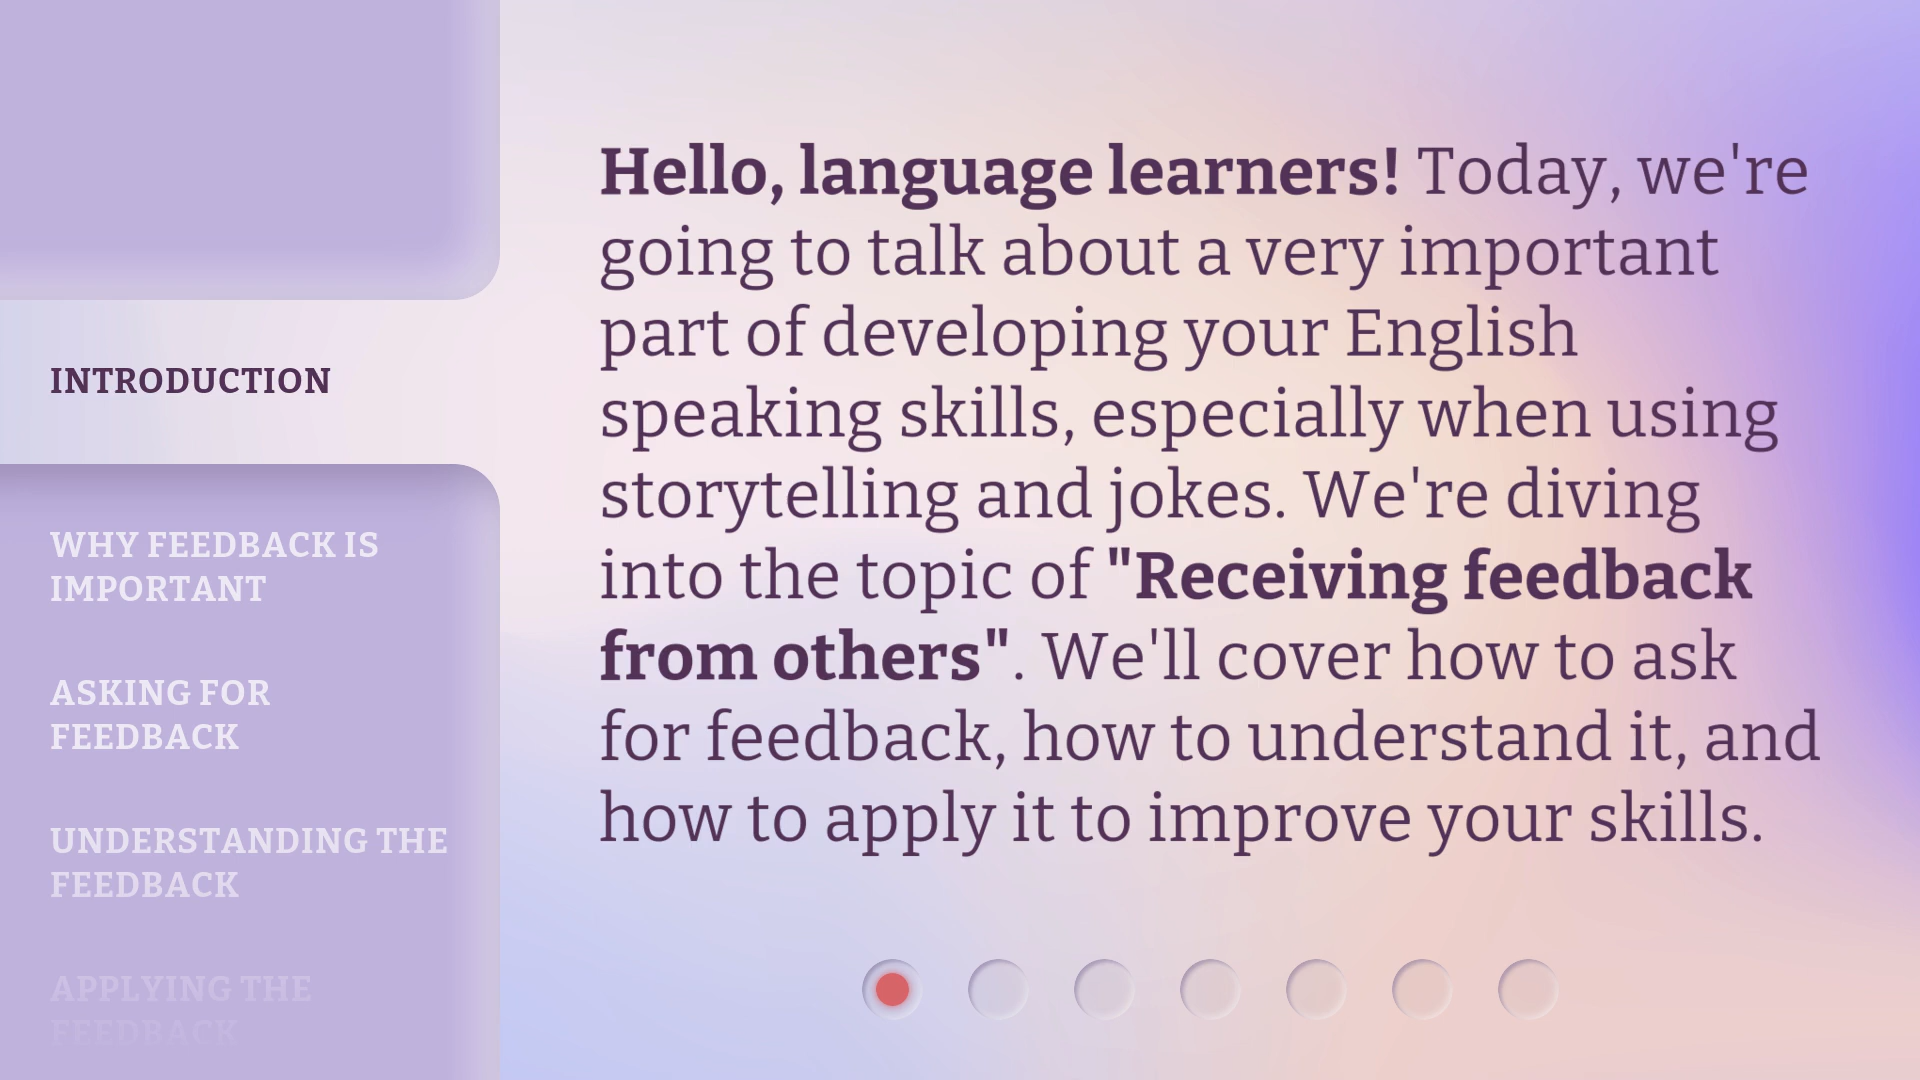 INTRODUCTION
WHY FEEDBACK IS
IMPORTANT
ASKING FOR
FEEDBACK
UNDERSTANDING THE
FEEDBACK
APPLYING THE
FEEDBACK
Hello, language learners! Today, we're
going to talk about a very important
part of developing your English
speaking skills, especially when using
storytelling and jokes. We're diving
into the topic of "Receiving feedback
from others". We'll cover how to ask
for feedback, how to understand it, and
how to apply it to improve your skills.